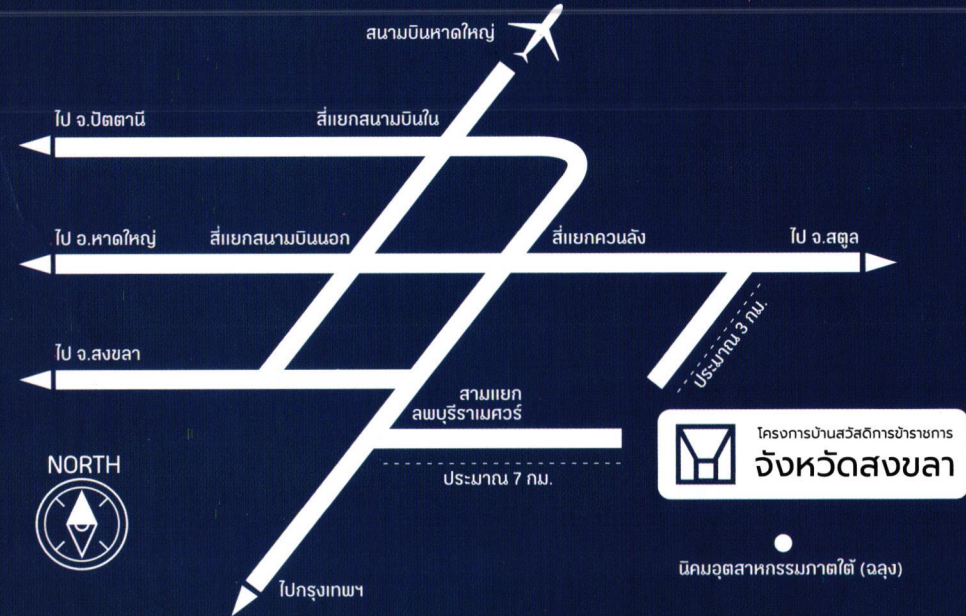 สนามบินหาดใหญ่
ไป จ.ปัตตานี
สี่แยกสนามบินใน
ไป อ.หาดใหญ่
สี่แยกสนามบินนอก
สี่แยกควนลัง
ไป จ.สตูล
ประมาณ 3 กม.
ไป จ.สงขลา
สามแยก
ลพบุรีราเมศวร์
ประมาณ 7 กม.
โครงการบ้านสวัสดิการข้าราชการ
จังหวัดสงขลา
NORTH
นิคมอุตสาหกรรมภาคใต้ (ฉลุง)
ไปกรุงเทพฯ